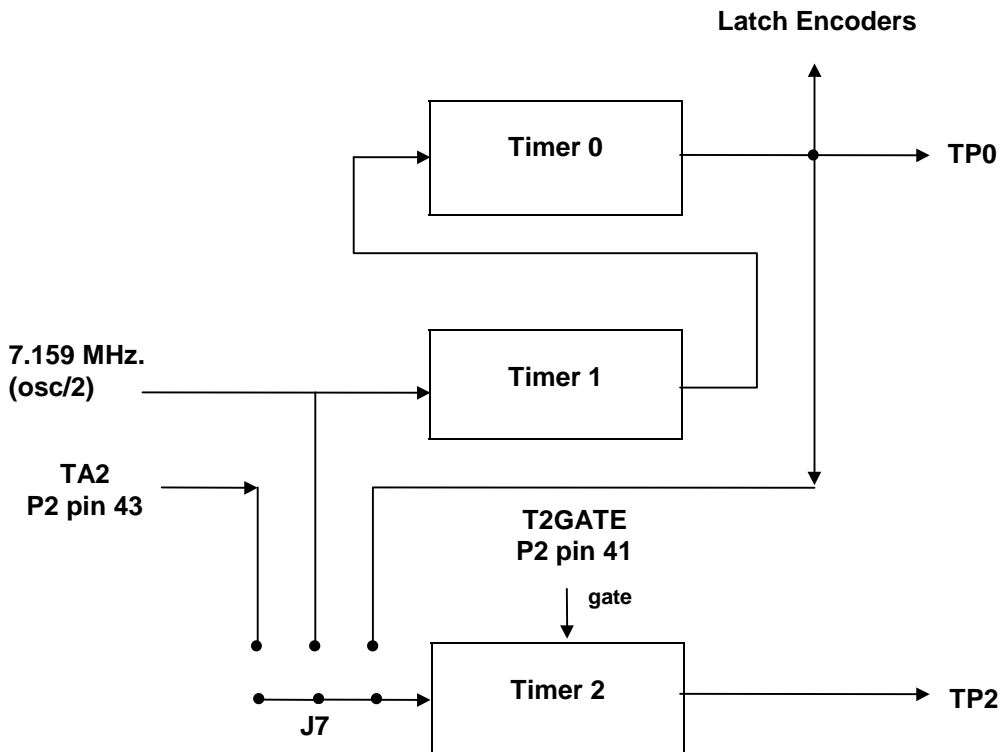 Latch Encoders
Timer 0
TP0
7.159 MHz.
(osc/2)
Timer 1
TA2
P2 pin 43
T2GATE
P2 pin 41
gate
Timer 2
TP2
J7